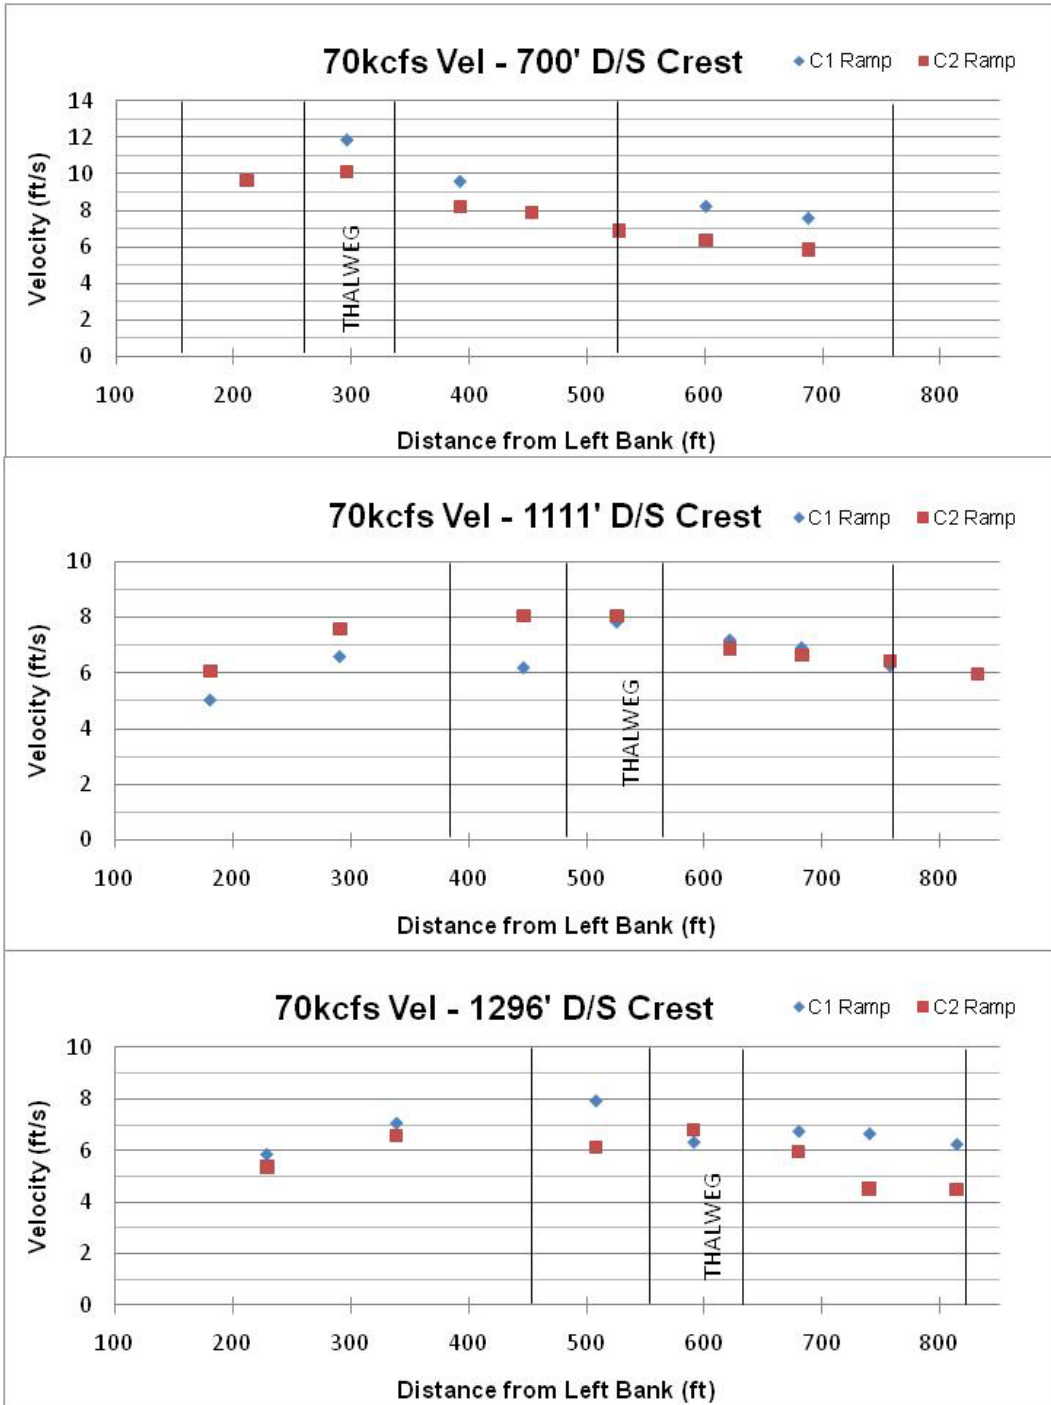 70kcfs Vel - 700' D/S Crest
C1 Ramp
C2 Ramp
Velocity (ft/s)
14
12
10
8
6
4
2
0
THALWEG
100 200 300 400 500 600 700 800
Distance from Left Bank (ft)
70kcfs Vel - 1111' D/S Crest
C1 Ramp
C2 Ramp
Velocity (ft/s)
10
8
6
4
2
0
THALWEG
100 200 300 400 500 600 700 800
Distance from Left Bank (ft)
70kcfs Vel - 1296' D/S Crest
C1 Ramp
C2 Ramp
Velocity (ft/s)
10
8
6
4
2
0
THALWEG
100 200 300 400 500 600 700 800
Distance from Left Bank (ft)